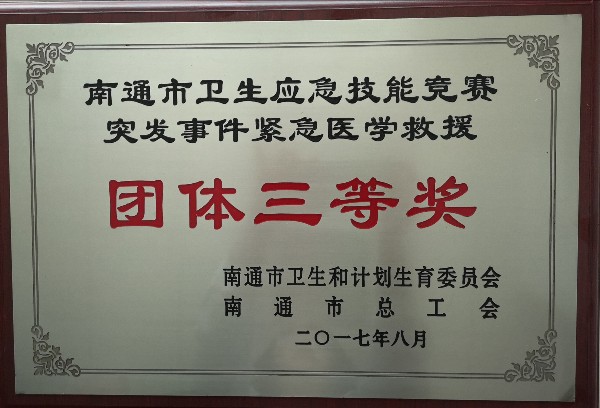 南通市卫生应急技能竞赛
突发事件紧急医学救援
团体三等奖
南通市卫生和计划生育委员会
南通市总工会
二〇一七年八月